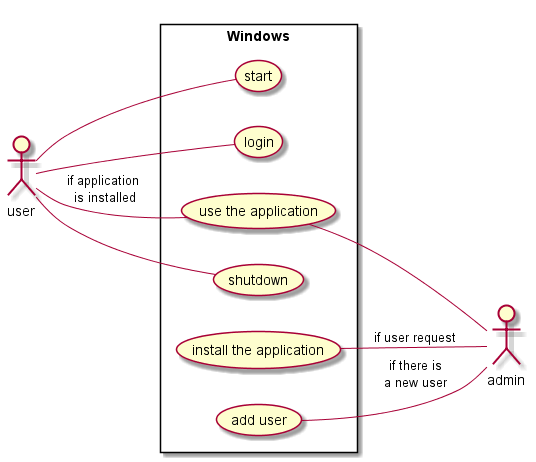 Windows
start
login
if application
is installed
user
use the application
shutdown
if user request
install the application
if there is
a new user
admin
add user